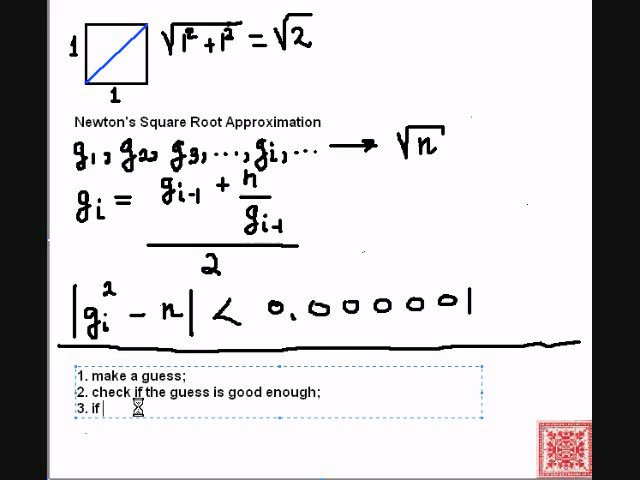 1 √1² + 1² = √2
1
Newton's Square Root Approximation
g₁, g₂, g₃, ..., gᵢ, ... → √n
gᵢ = (gᵢ₋₁ + n/gᵢ₋₁)/2
|gᵢ² - n| < 0.000001
1. make a guess;
2. check if the guess is good enough;
3. if